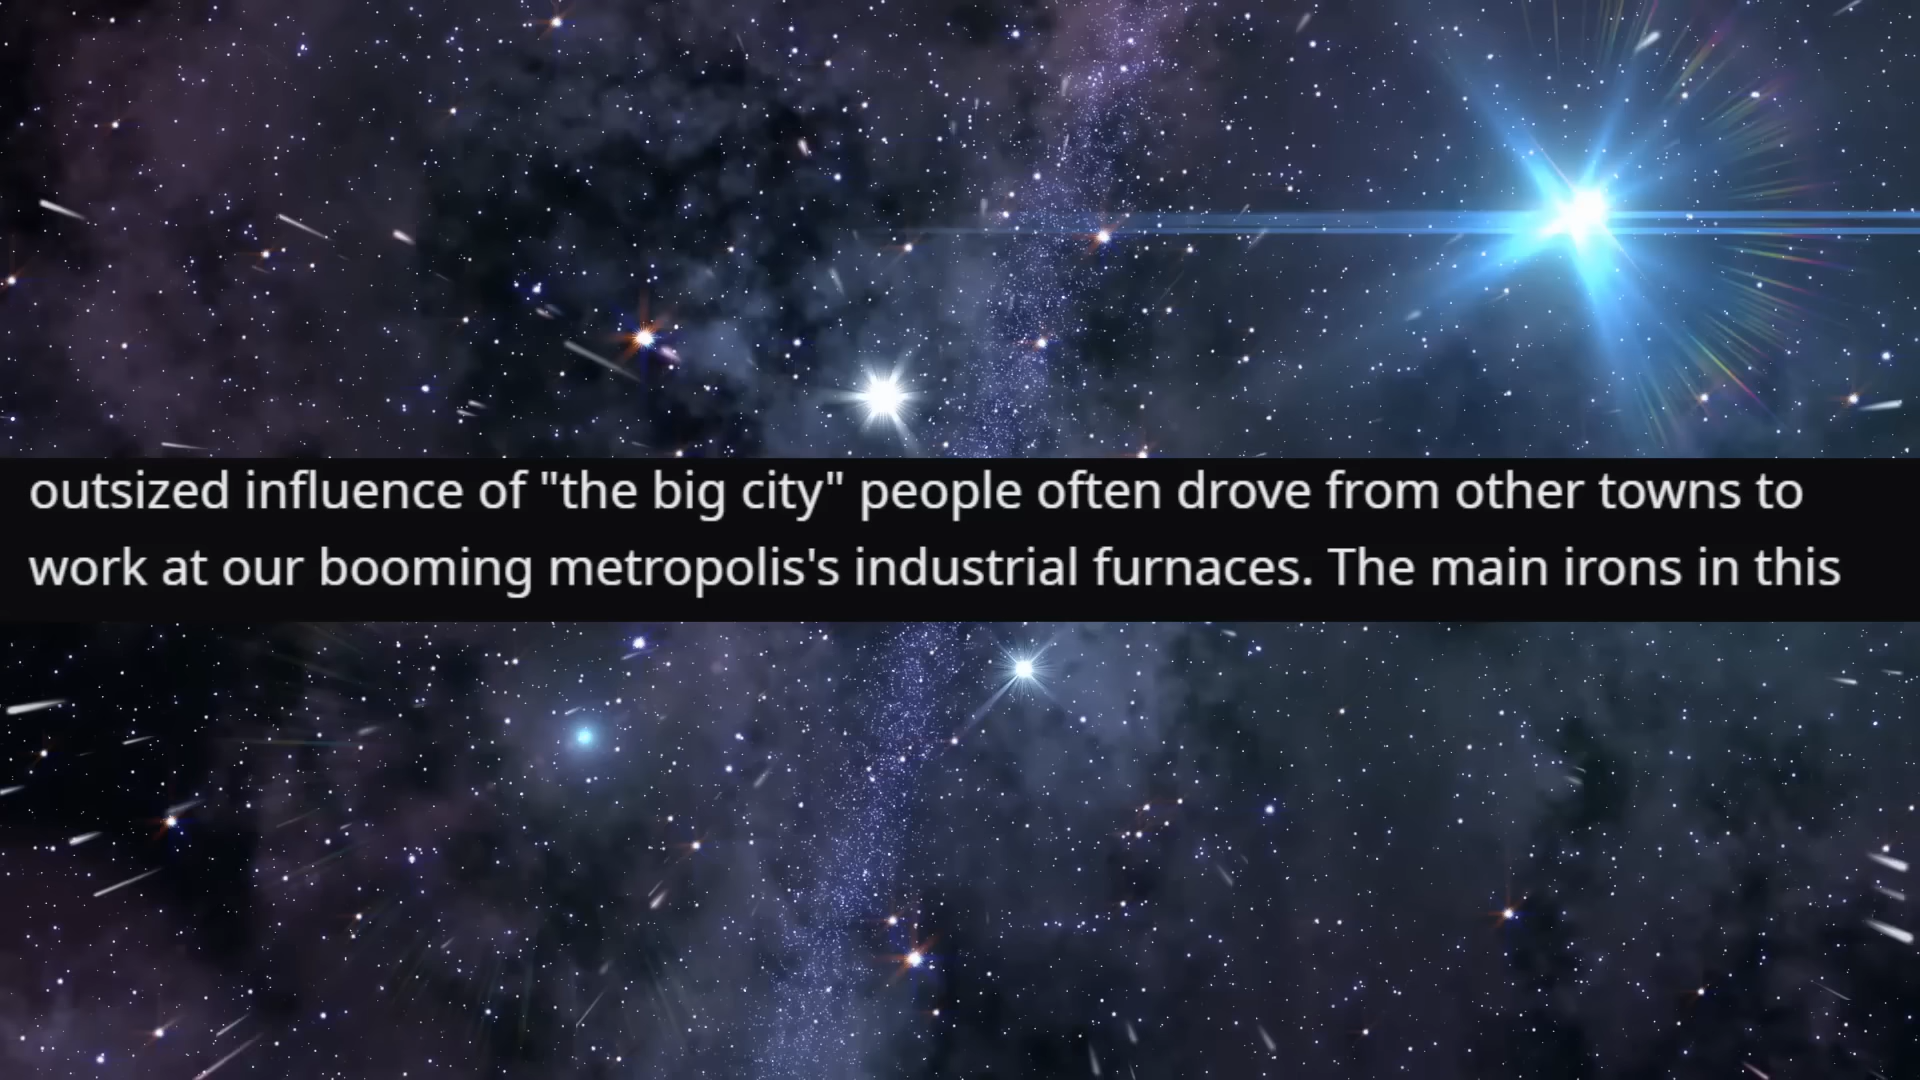 outsized influence of "the big city" people often drove from other towns to
work at our booming metropolis's industrial furnaces. The main irons in this